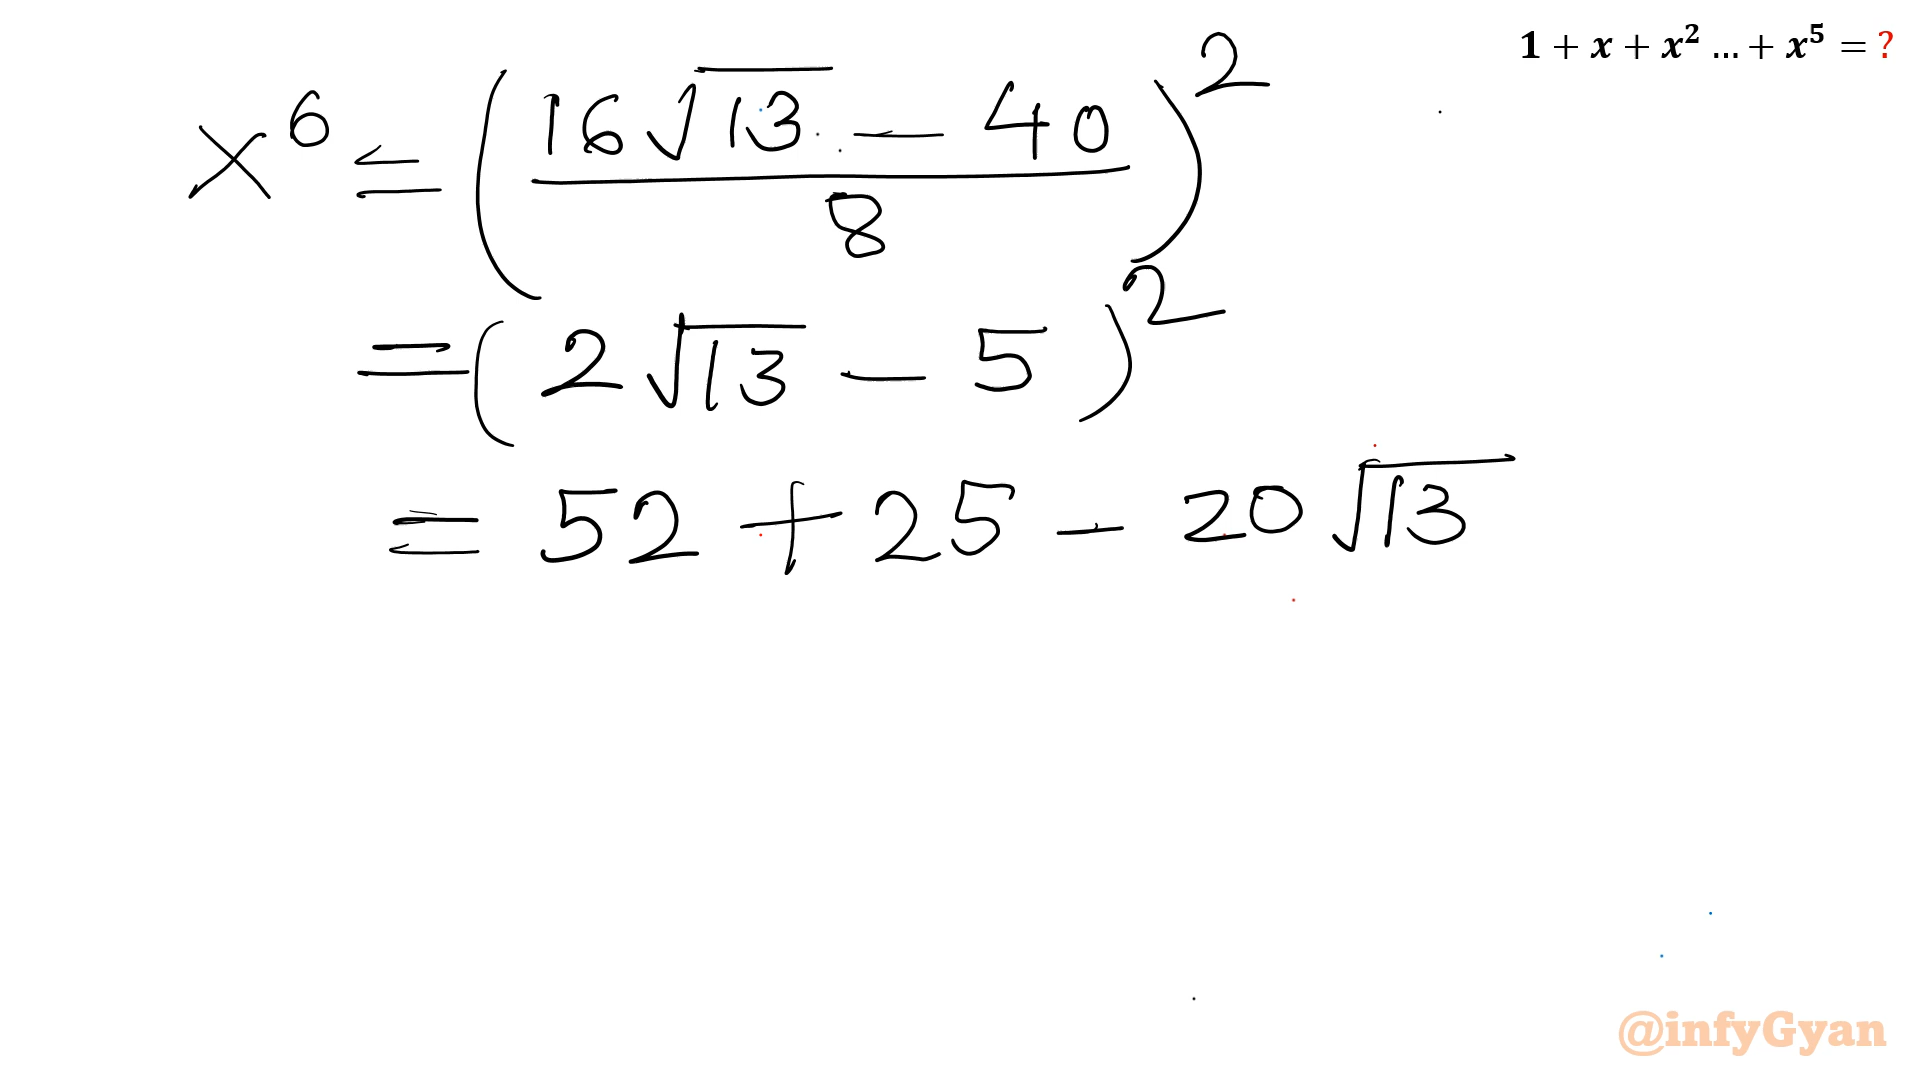 1 + x + x² ... + x⁵ = ?
x⁶ = ((16√13 − 40)/8)²
= (2√13 − 5)²
= 52 + 25 − 20√13
@infyGyan